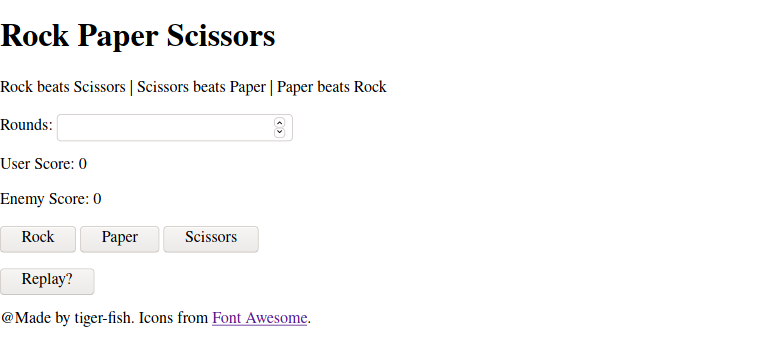 Rock Paper Scissors
Rock beats Scissors | Scissors beats Paper | Paper beats Rock
Rounds:
User Score: 0
Enemy Score: 0
Rock Paper Scissors
Replay?
@Made by tiger-fish. Icons from Font Awesome.